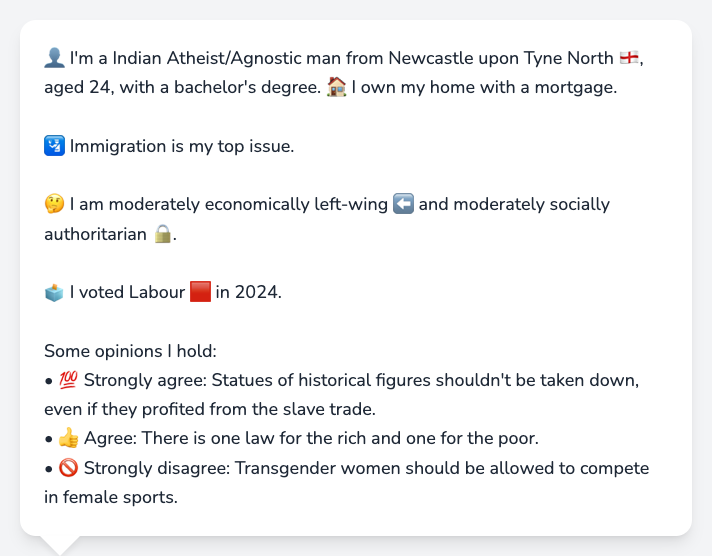 👤 I'm a Indian Atheist/Agnostic man from Newcastle upon Tyne North 🏴󠁧󠁢󠁥󠁮󠁧󠁿,
aged 24, with a bachelor's degree. 🏠 I own my home with a mortgage.
🛂 Immigration is my top issue.
🤔 I am moderately economically left-wing ⬅️ and moderately socially
authoritarian 🔒.
🗳️ I voted Labour 🟥 in 2024.
Some opinions I hold:
• 💯 Strongly agree: Statues of historical figures shouldn't be taken down,
even if they profited from the slave trade.
• 👍 Agree: There is one law for the rich and one for the poor.
• 🚫 Strongly disagree: Transgender women should be allowed to compete
in female sports.